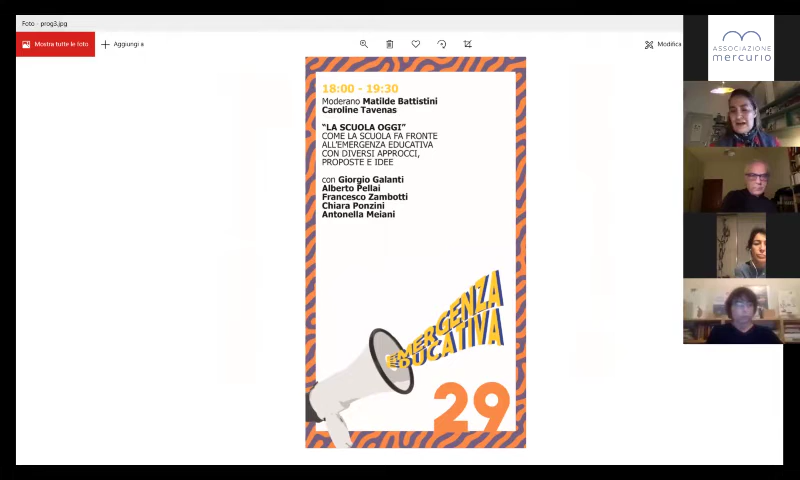 Foto - prog3.jpg
Mostra tutte le foto
Aggiungi a
Modifica
ASSOCIAZIONE
mercurio
18:00 - 19:30
Moderano Matilde Battistini
Caroline Tavenas
"LA SCUOLA OGGI"
COME LA SCUOLA FA FRONTE
ALL'EMERGENZA EDUCATIVA
CON DIVERSI APPROCCI,
PROPOSTE E IDEE
con Giorgio Galanti
Alberto Pellai
Francesco Zambotti
Chiara Ponzini
Antonella Meiani
EMERGENZA
EDUCATIVA
29